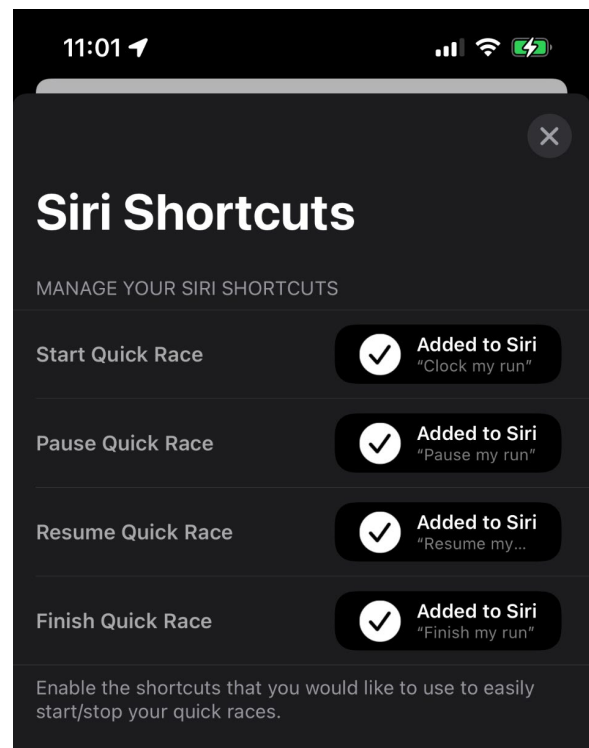 11:01
Siri Shortcuts
MANAGE YOUR SIRI SHORTCUTS
Start Quick Race
Added to Siri
“Clock my run”
Pause Quick Race
Added to Siri
“Pause my run”
Resume Quick Race
Added to Siri
“Resume my...
Finish Quick Race
Added to Siri
“Finish my run”
Enable the shortcuts that you would like to use to easily
start/stop your quick races.